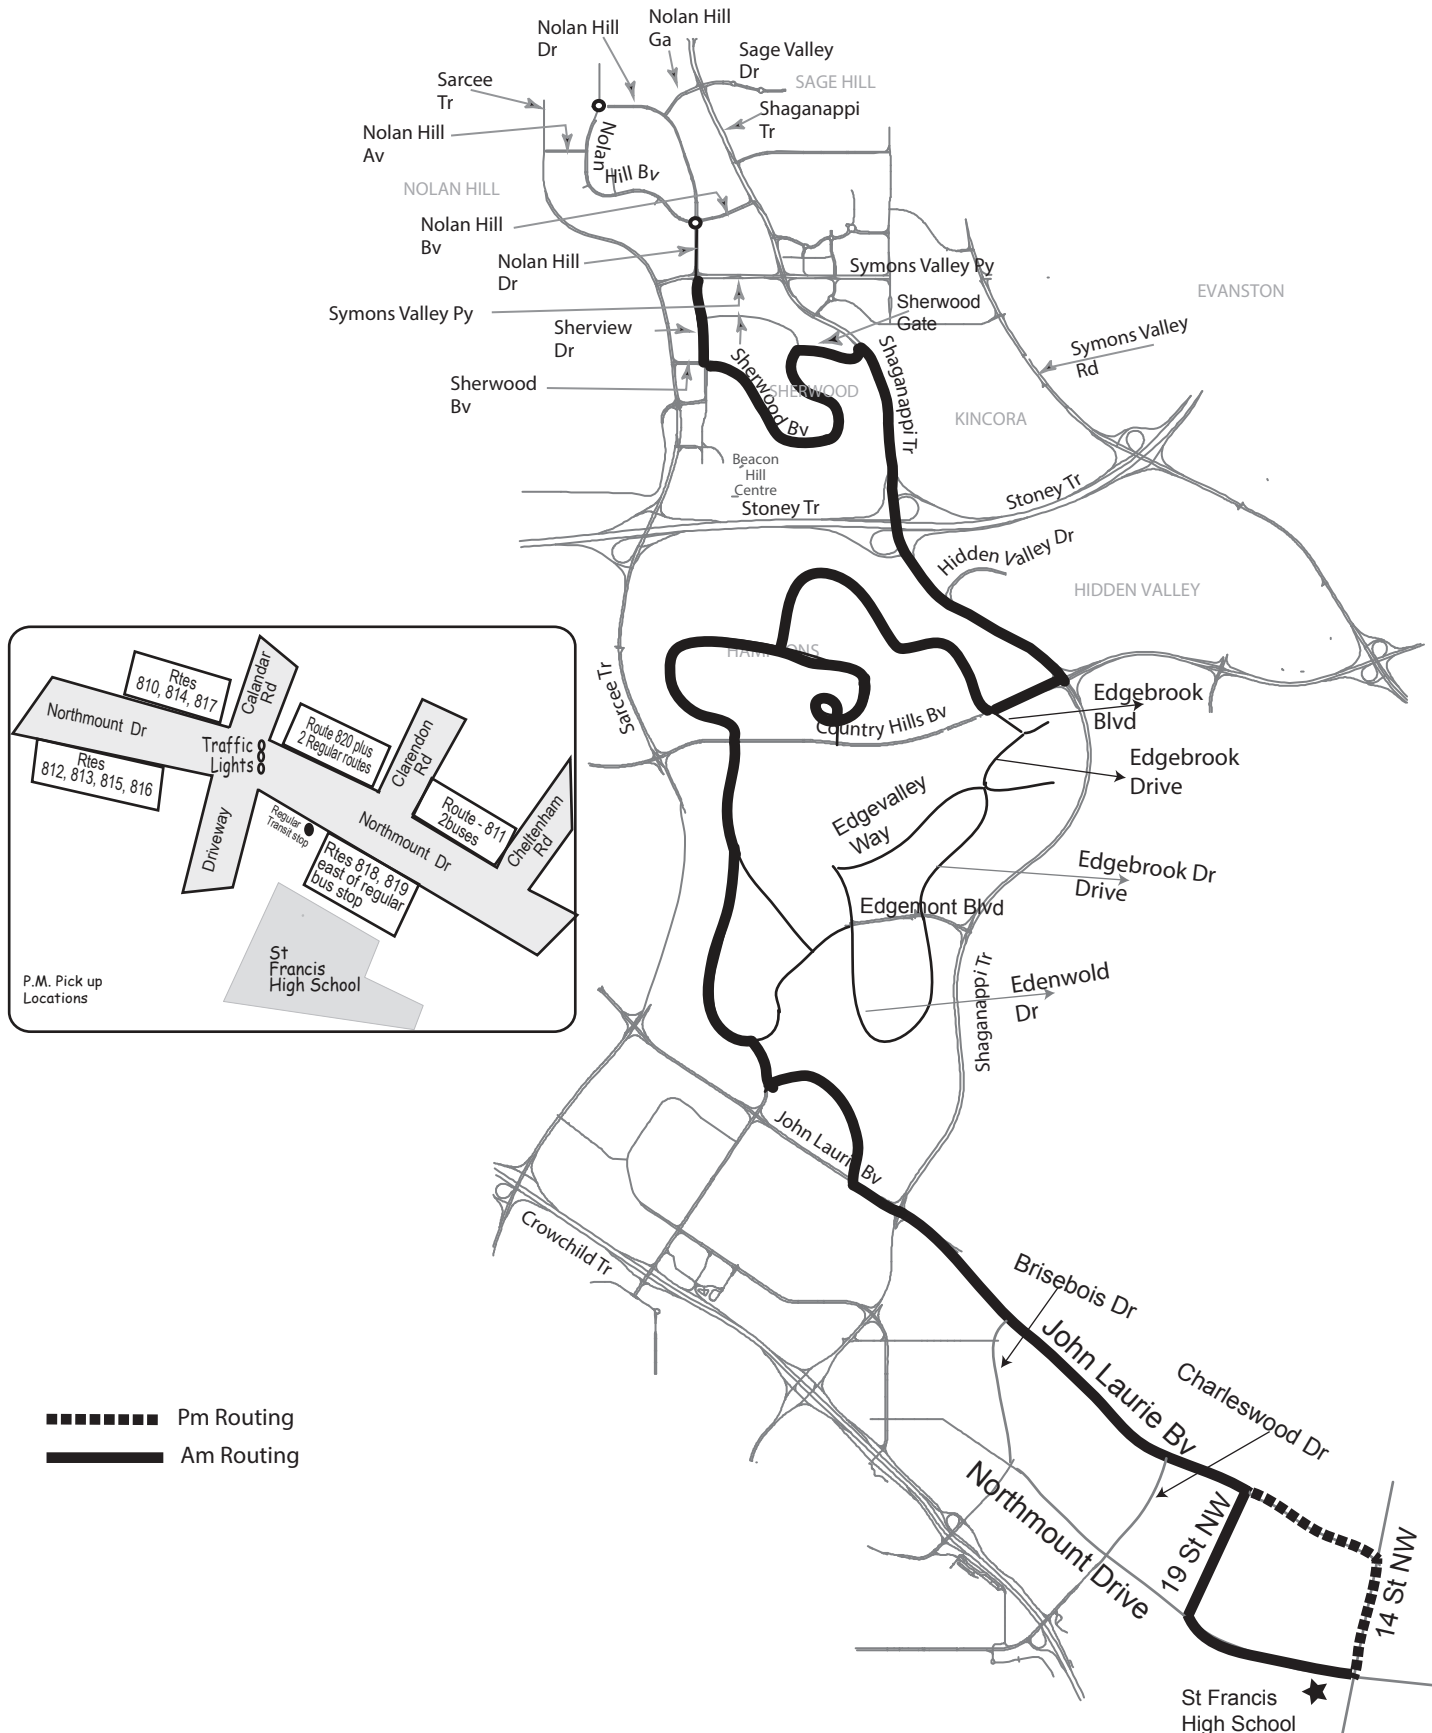 Nolan Hill
Dr
Nolan Hill
Ga
Sage Valley
Dr
SAGE HILL
Sarcee
Tr
Shaganappi
Tr
Nolan Hill
Av
Nolan
Hill Bv
NOLAN HILL
Nolan Hill
Bv
Nolan Hill
Dr
Symons Valley Py
Symons Valley Py
Sherwood
Gate
EVANSTON
Sherview
Dr
Symons Valley
Rd
Sherwood
Bv
Sherwood Bv
SHERWOOD
Shaganappi Tr
KINCORA
Beacon
Hill
Centre
Stoney Tr
Stoney Tr
Hidden Valley Dr
HIDDEN VALLEY
HAMPTONS
Sarcee Tr
Country Hills Bv
Edgebrook
Blvd
Edgebrook
Drive
Edgevalley
Way
Edgebrook Dr
Drive
Edgemont Blvd
Shaganappi Tr
Edenwold
Dr
Rtes
810, 814, 817
Calandar
Rd
Northmount Dr
Route 820 plus
2 Regular routes
Clarendon
Rd
Traffic
Lights
Rtes
812, 813, 815, 816
Route - 811
2buses
Cheltenham
Rd
Driveway
Regular
Transit stop
Northmount Dr
Rtes 818, 819
east of regular
bus stop
St
Francis
High School
P.M. Pick up
Locations
John Laurie Bv
Crowchild Tr
Brisebois Dr
John Laurie Bv
Charleswood Dr
Pm Routing
Am Routing
Northmount Drive
19 St NW
14 St NW
St Francis
High School